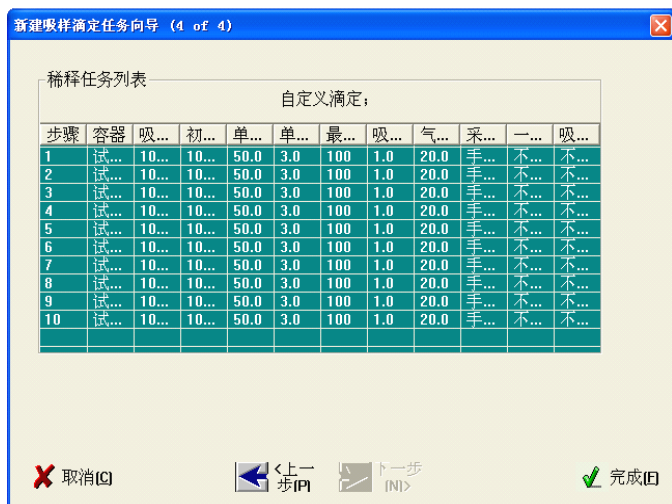 新建吸样滴定任务向导 (4 of 4)
稀释任务列表
自定义滴定;
步骤 容器 吸... 初... 单... 单... 最... 吸... 气... 采... 一... 吸...
1 试... 10... 10... 50.0 3.0 100 1.0 20.0 手... 不... 不...
2 试... 10... 10... 50.0 3.0 100 1.0 20.0 手... 不... 不...
3 试... 10... 10... 50.0 3.0 100 1.0 20.0 手... 不... 不...
4 试... 10... 10... 50.0 3.0 100 1.0 20.0 手... 不... 不...
5 试... 10... 10... 50.0 3.0 100 1.0 20.0 手... 不... 不...
6 试... 10... 10... 50.0 3.0 100 1.0 20.0 手... 不... 不...
7 试... 10... 10... 50.0 3.0 100 1.0 20.0 手... 不... 不...
8 试... 10... 10... 50.0 3.0 100 1.0 20.0 手... 不... 不...
9 试... 10... 10... 50.0 3.0 100 1.0 20.0 手... 不... 不...
10 试... 10... 10... 50.0 3.0 100 1.0 20.0 手... 不... 不...
取消(C)
<上一
步(P)
下一步
(N)>
完成(F)